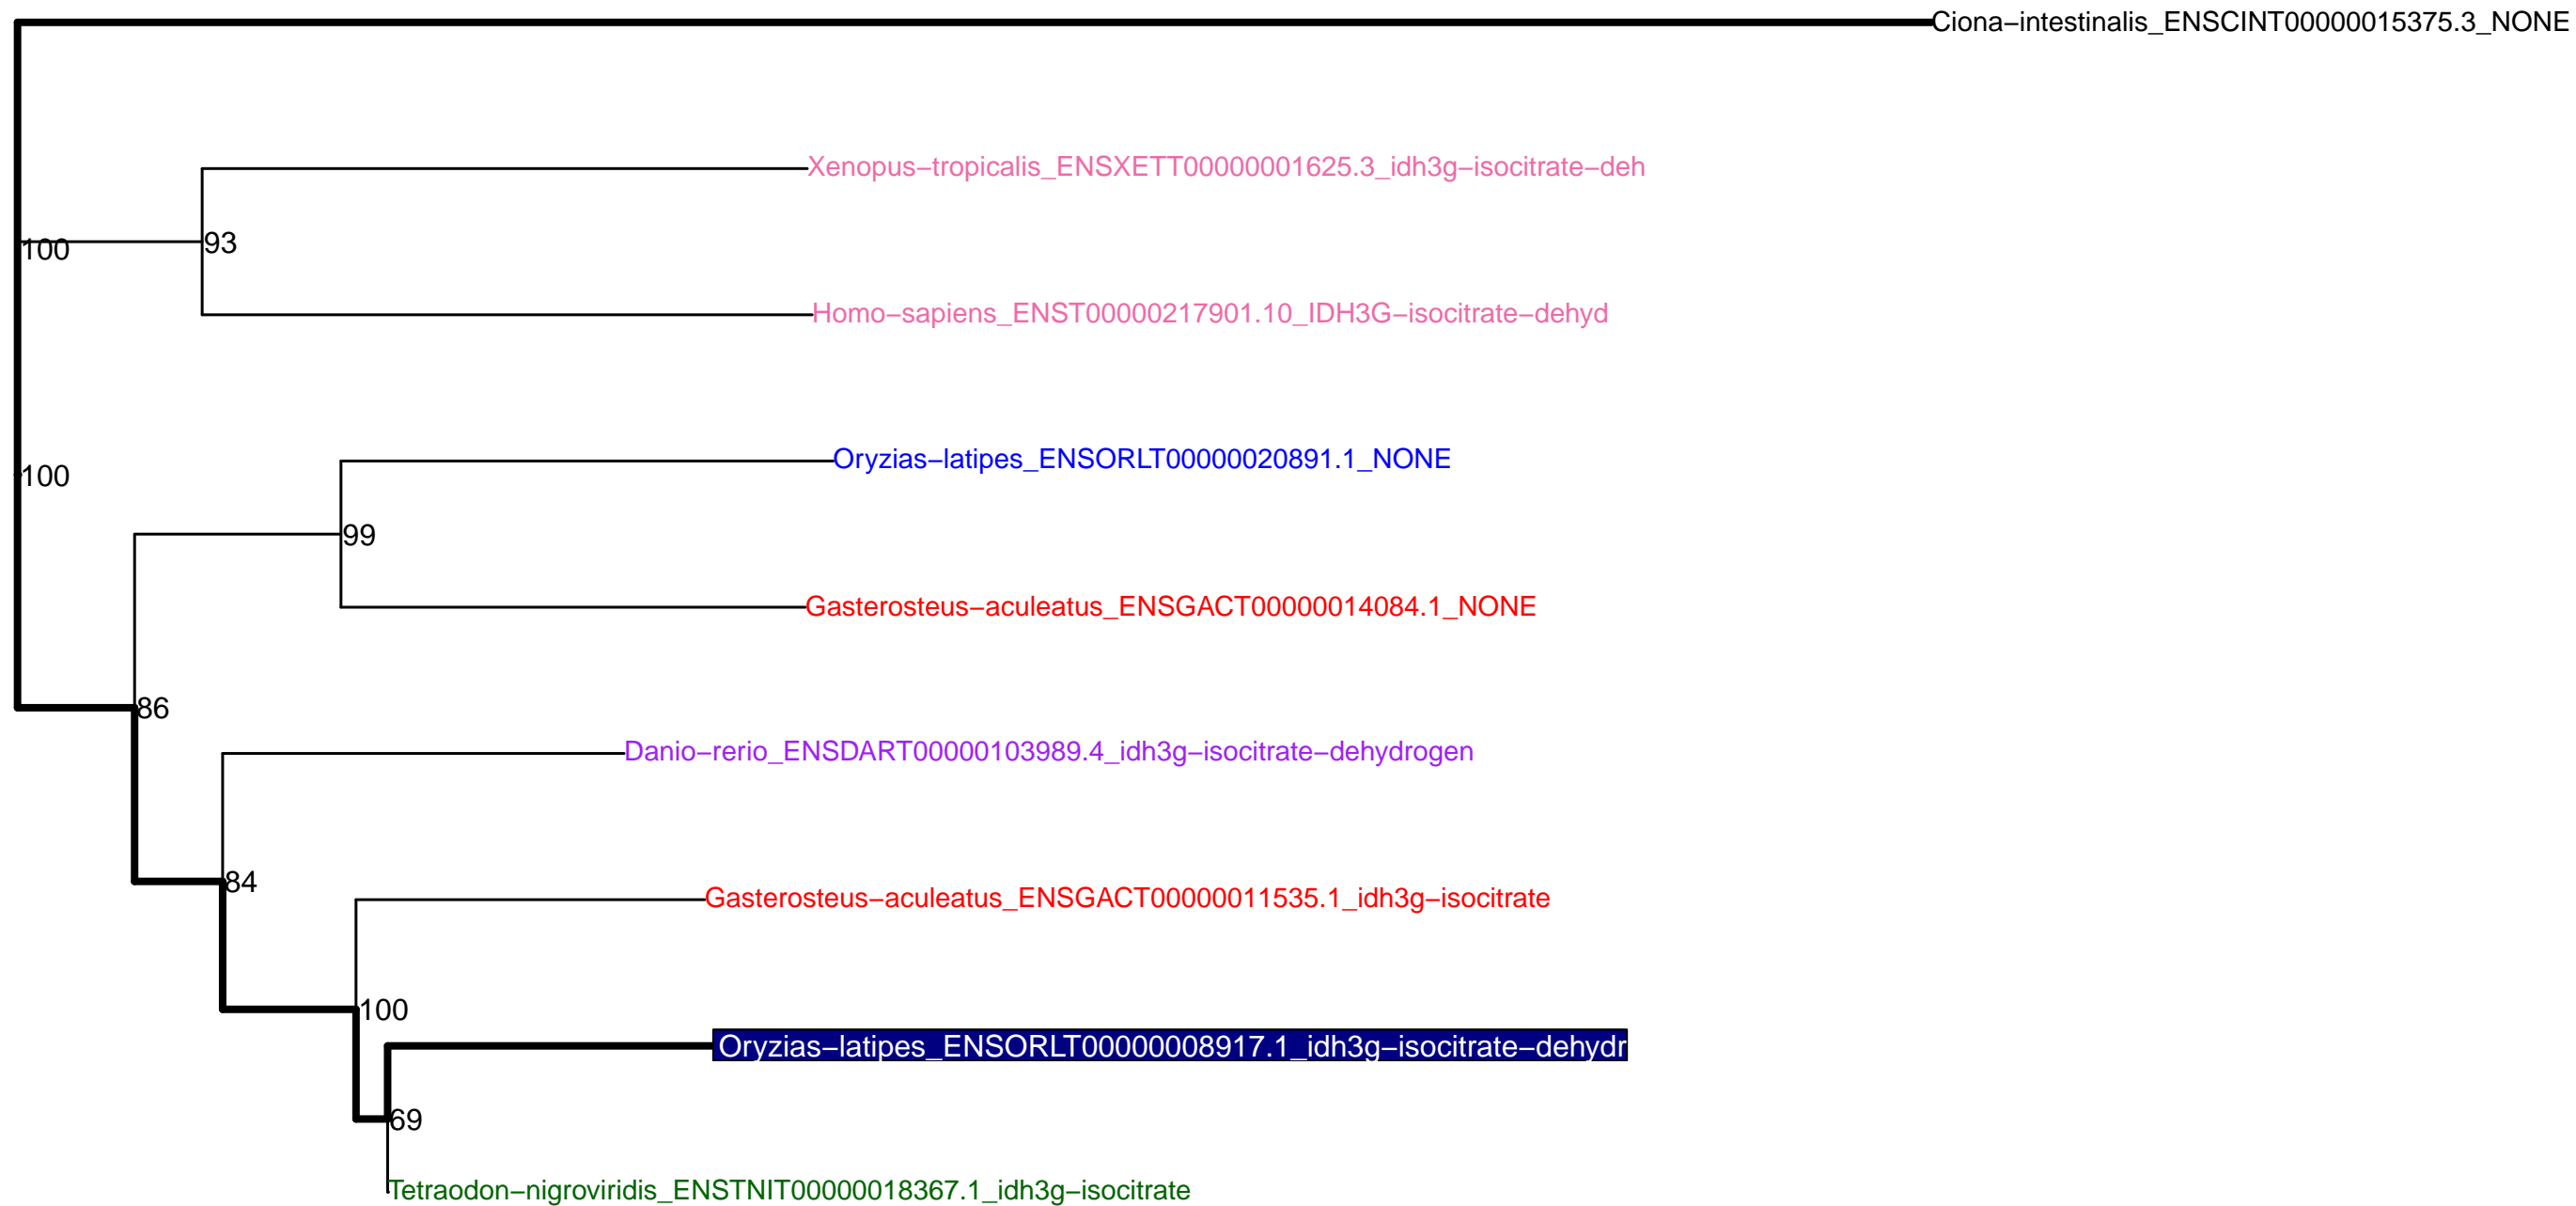 Ciona−intestinalis_ENSCINT00000015375.3_NONE
Xenopus−tropicalis_ENSXETT00000001625.3_idh3g−isocitrate−deh
100
93
Homo−sapiens_ENST00000217901.10_IDH3G−isocitrate−dehyd
Oryzias−latipes_ENSORLT00000020891.1_NONE
100
99
Gasterosteus−aculeatus_ENSGACT00000014084.1_NONE
86
Danio−rerio_ENSDART00000103989.4_idh3g−isocitrate−dehydrogen
84
Gasterosteus−aculeatus_ENSGACT00000011535.1_idh3g−isocitrate
100
Oryzias−latipes_ENSORLT00000008917.1_idh3g−isocitrate−dehydr
69
Tetraodon−nigroviridis_ENSTNIT00000018367.1_idh3g−isocitrate